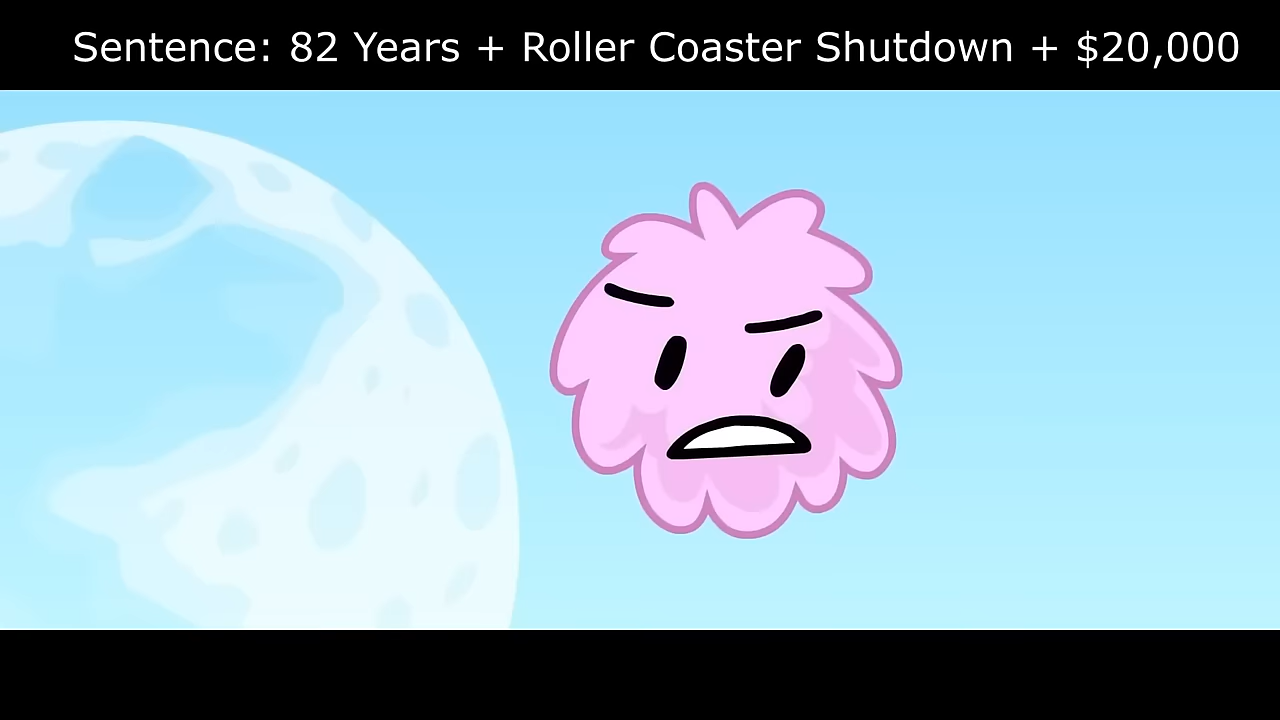 Sentence: 82 Years + Roller Coaster Shutdown + $20,000